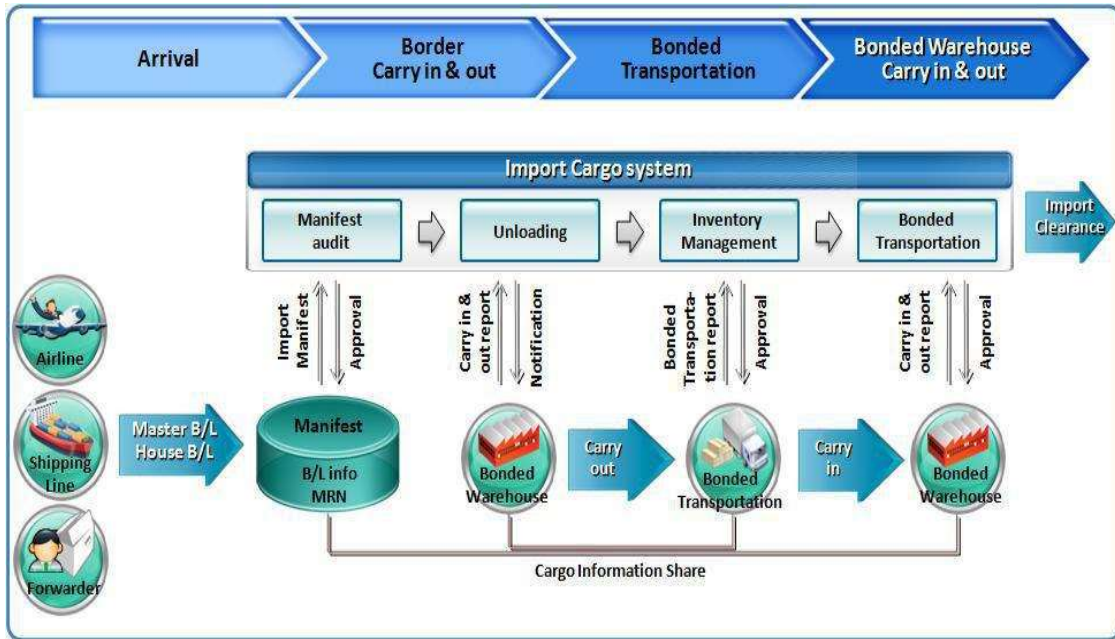 Arrival
Border
Carry in & out
Bonded
Transportation
Bonded Warehouse
Carry in & out
Import Cargo system
Manifest
audit
Unloading
Inventory
Management
Bonded
Transportation
Import
Clearance
Import
Manifest
Approval
Carry in &
out report
Notification
Bonded
Transporta-
tion report
Approval
Carry in &
out report
Approval
Airline
Shipping
Line
Forwarder
Master B/L
House B/L
Manifest
B/L info
MRN
Bonded
Warehouse
Carry
out
Bonded
Transportation
Carry
in
Bonded
Warehouse
Cargo Information Share